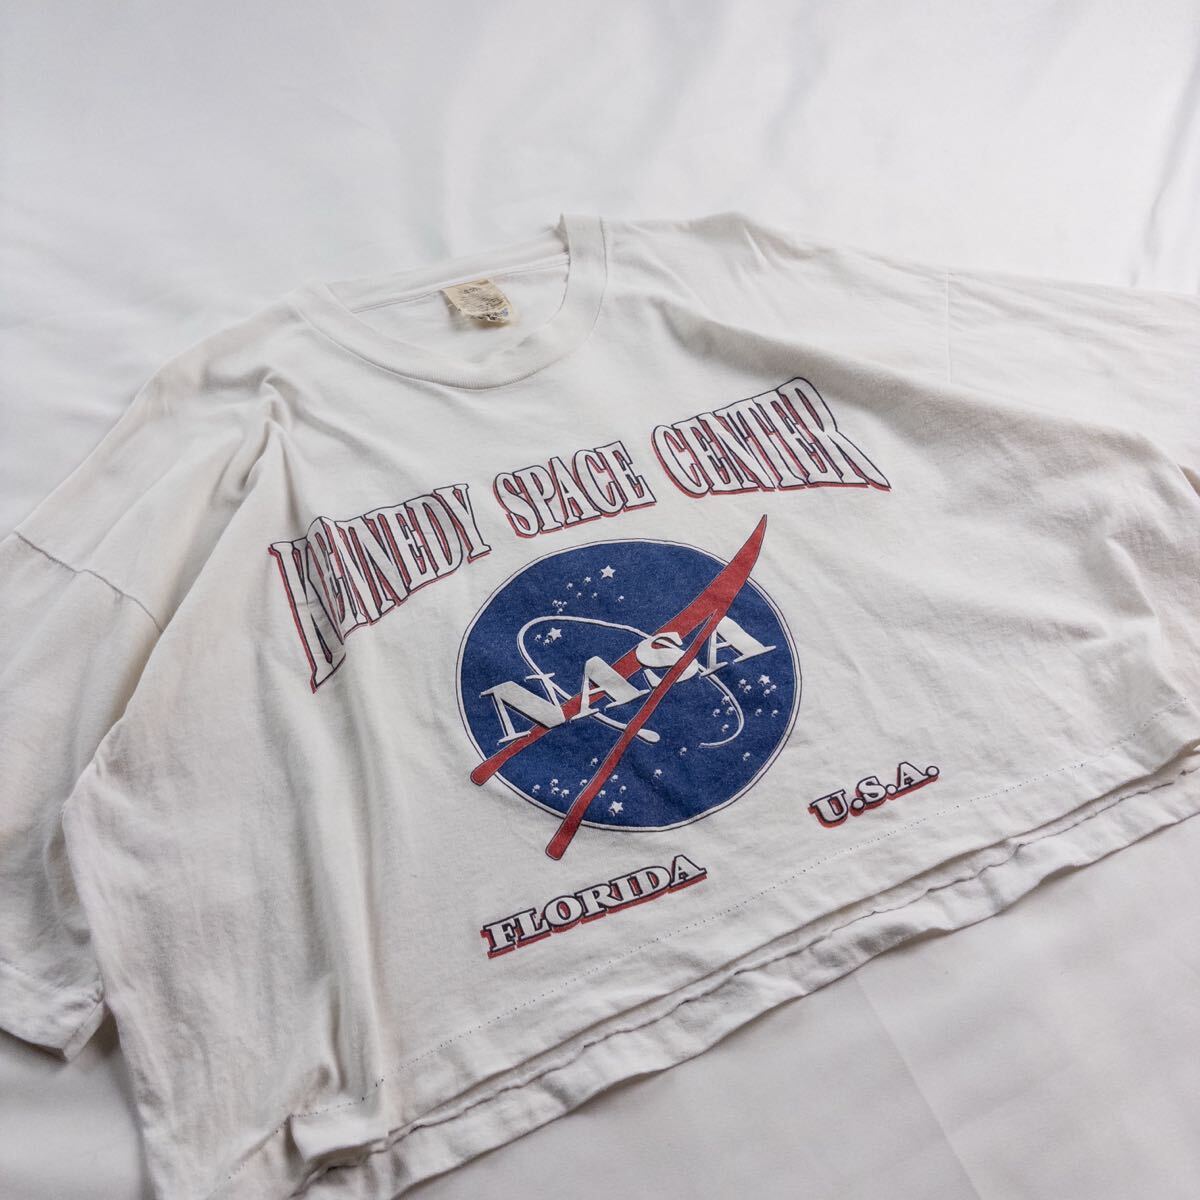 KENNEDY SPACE CENTER
NASA
FLORIDA U.S.A.